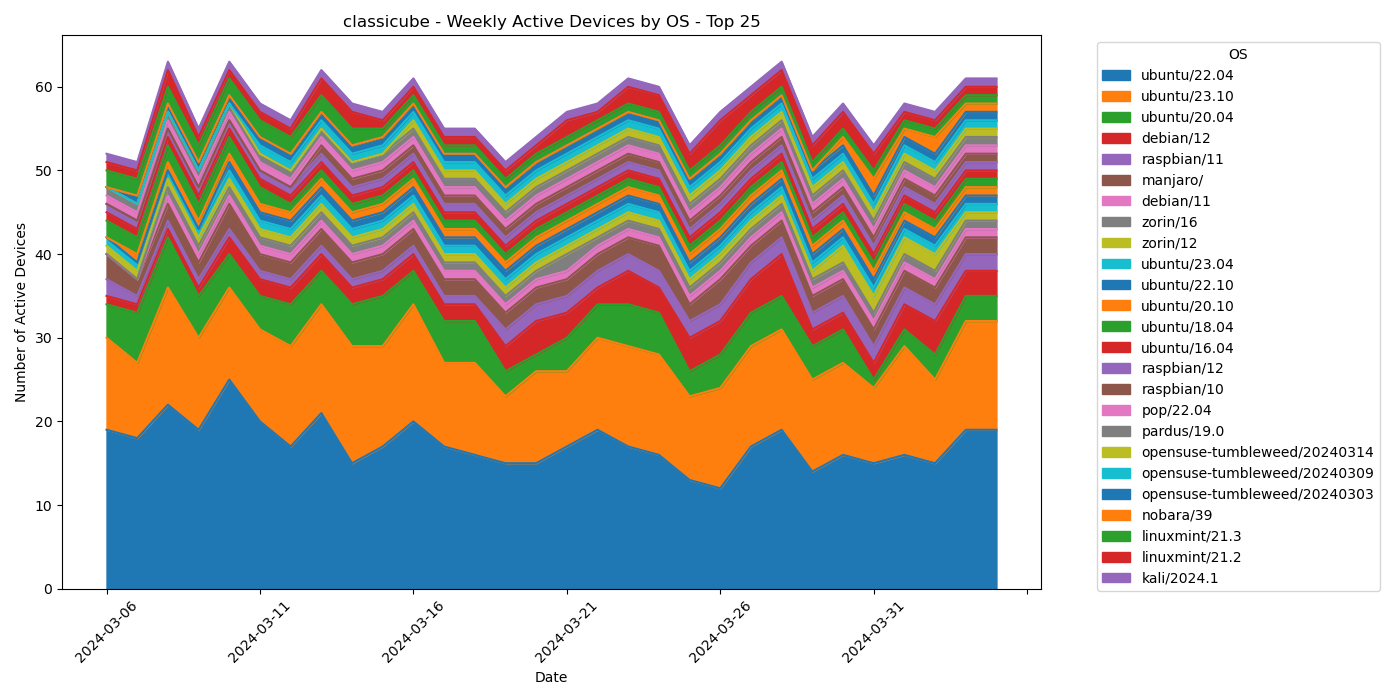 classicube - Weekly Active Devices by OS - Top 25
Number of Active Devices
60
50
40
30
20
10
0
2024-03-06
2024-03-11
2024-03-16
2024-03-21
2024-03-26
2024-03-31
Date
OS
ubuntu/22.04
ubuntu/23.10
ubuntu/20.04
debian/12
raspbian/11
manjaro/
debian/11
zorin/16
zorin/12
ubuntu/23.04
ubuntu/22.10
ubuntu/20.10
ubuntu/18.04
ubuntu/16.04
raspbian/12
raspbian/10
pop/22.04
pardus/19.0
opensuse-tumbleweed/20240314
opensuse-tumbleweed/20240309
opensuse-tumbleweed/20240303
nobara/39
linuxmint/21.3
linuxmint/21.2
kali/2024.1